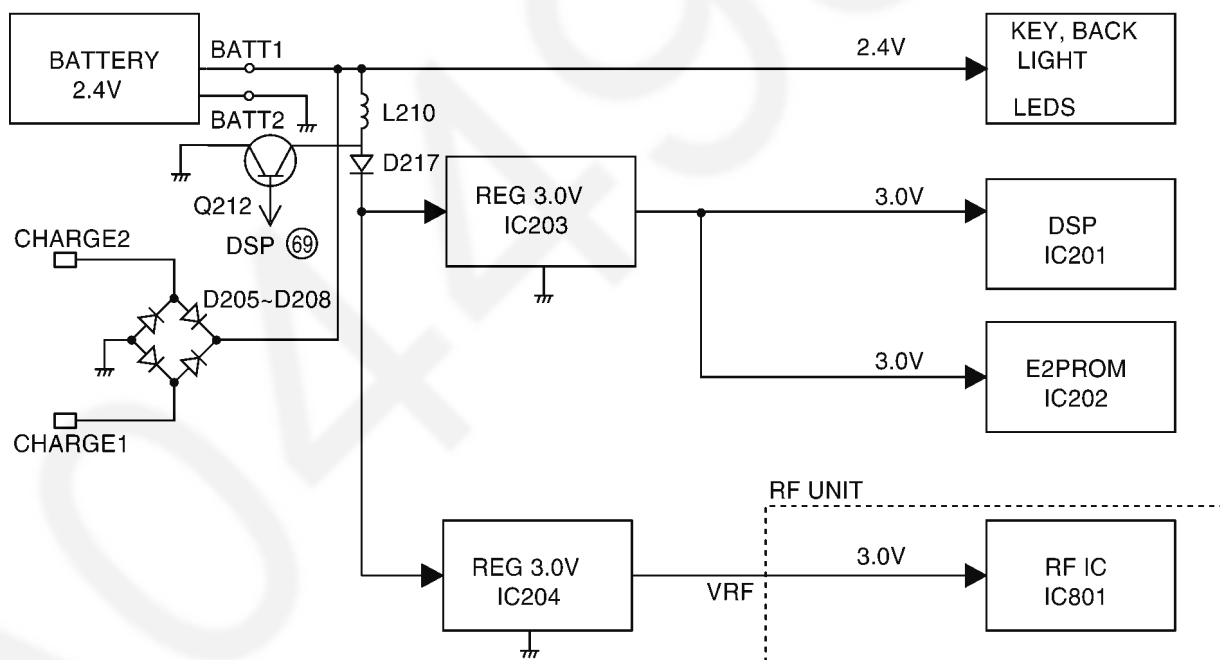 BATTERY
2.4V
BATT1
BATT2
2.4V
KEY, BACK
LIGHT
LEDS
L210
D217
Q212
DSP 69
REG 3.0V
IC203
3.0V
DSP
IC201
CHARGE2
D205~D208
CHARGE1
3.0V
E2PROM
IC202
RF UNIT
REG 3.0V
IC204
VRF
3.0V
RF IC
IC801